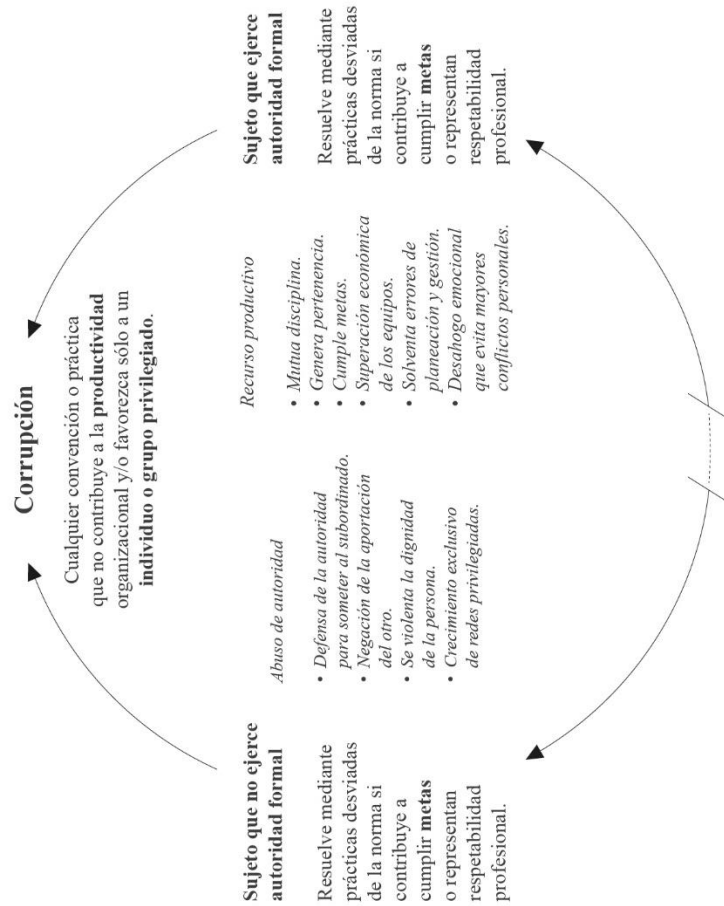 Corrupción
Cualquier convención o práctica
que no contribuye a la productividad
organizacional y/o favorezca sólo a un
individuo o grupo privilegiado.
Sujeto que no ejerce
autoridad formal
Resuelve mediante
prácticas desviadas
de la norma si
contribuye a
cumplir metas
o representan
respetabilidad
profesional.
Abuso de autoridad
• Defensa de la autoridad
para someter al subordinado.
• Negación de la aportación
del otro.
• Se violenta la dignidad
de la persona.
• Crecimiento exclusivo
de redes privilegiadas.
Recurso productivo
• Mutua disciplina.
• Genera pertenencia.
• Cumple metas.
• Superación económica
de los equipos.
• Solventa errores de
planeación y gestión.
• Desahogo emocional
que evita mayores
conflictos personales.
Sujeto que ejerce
autoridad formal
Resuelve mediante
prácticas desviadas
de la norma si
contribuye a
cumplir metas
o representan
respetabilidad
profesional.